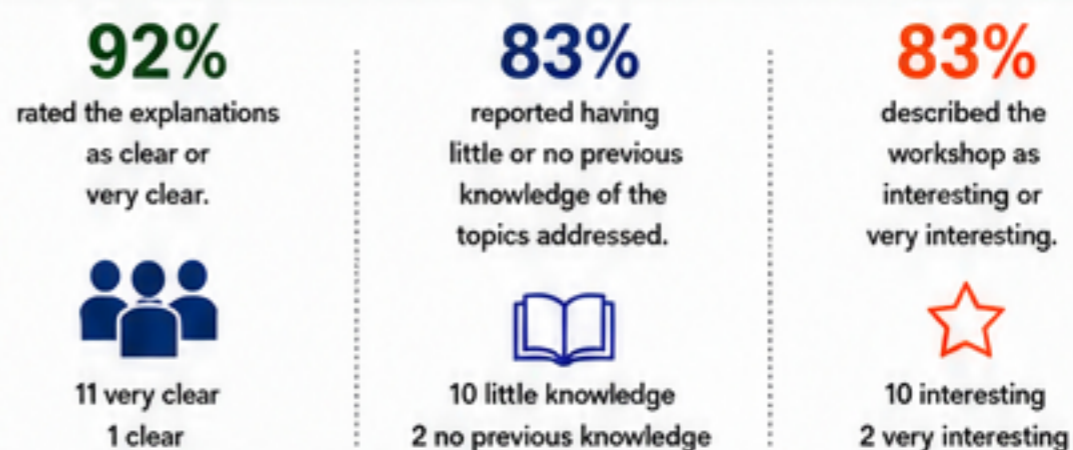 92%
rated the explanations
as clear or
very clear.
11 very clear
1 clear
83%
reported having
little or no previous
knowledge of the
topics addressed.
10 little knowledge
2 no previous knowledge
83%
described the
workshop as
interesting or
very interesting.
10 interesting
2 very interesting